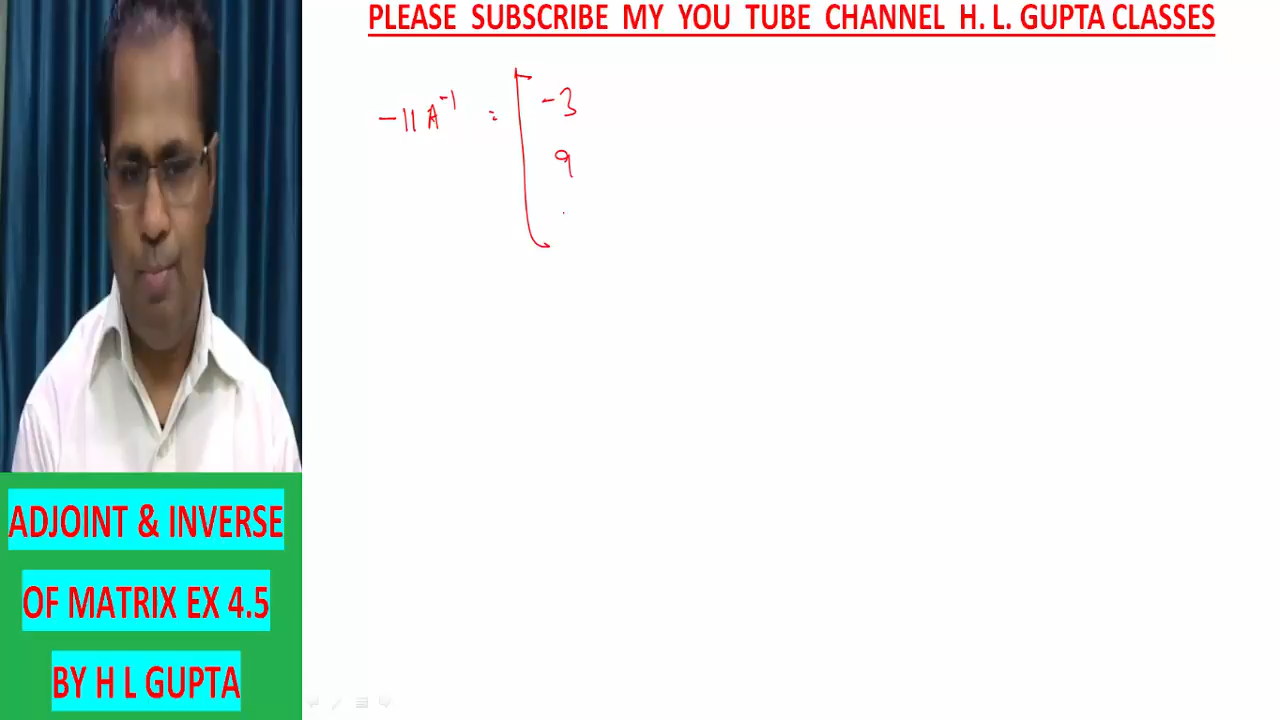 PLEASE SUBSCRIBE MY YOU TUBE CHANNEL H. L. GUPTA CLASSES
-11A⁻¹ = [ -3
9
ADJOINT & INVERSE
OF MATRIX EX 4.5
BY H L GUPTA